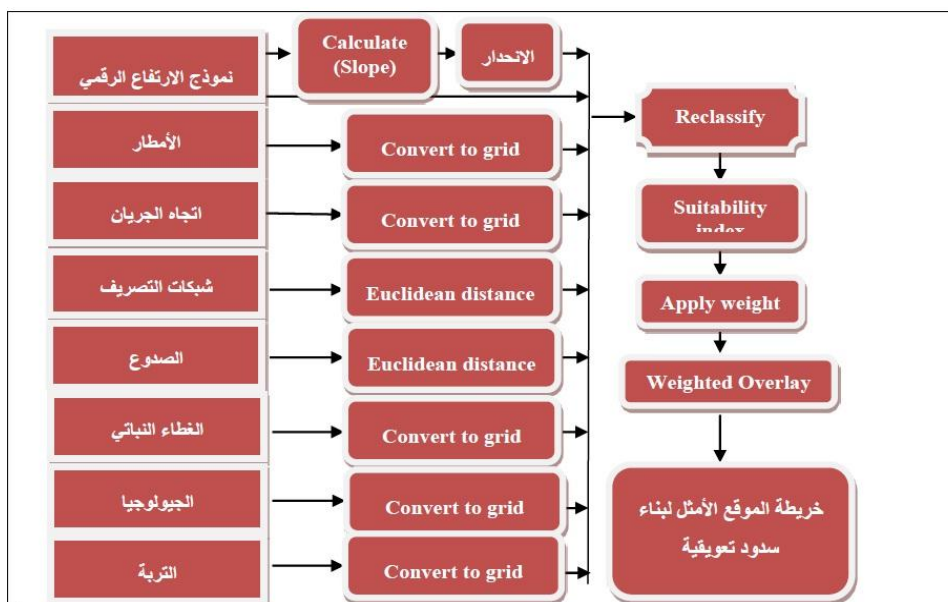 نموذج الارتفاع الرقمي
Calculate
(Slope)
الانحدار
الأمطار
Convert to grid
اتجاه الجريان
Convert to grid
شبكات التصريف
Euclidean distance
الصدوع
Euclidean distance
الغطاء النباتي
Convert to grid
الجيولوجيا
Convert to grid
التربة
Convert to grid
Reclassify
Suitability
index
Apply weight
Weighted Overlay
خريطة الموقع الأمثل لبناء
سدود تعويقية